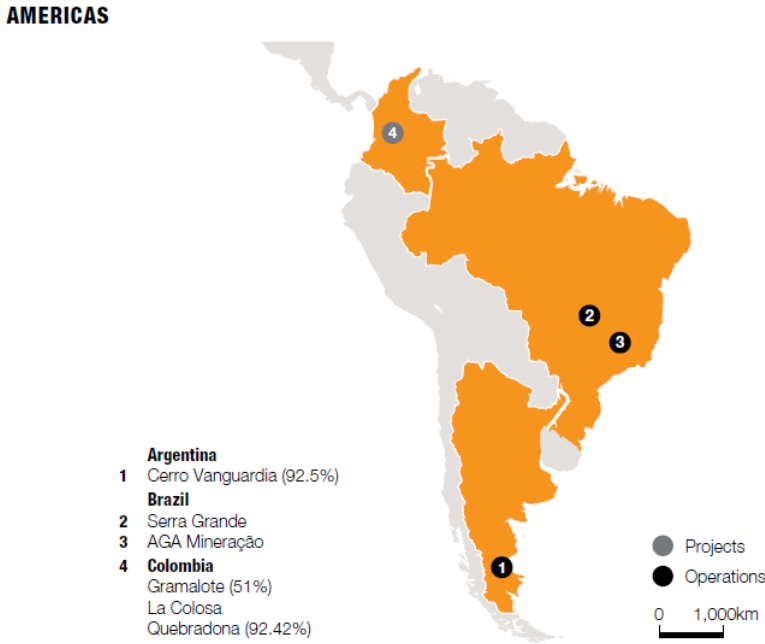 AMERICAS
4
2
3
1
Argentina
1 Cerro Vanguardia (92.5%)
Brazil
2 Serra Grande
3 AGA Mineração
4 Colombia
Gramalote (51%)
La Colosa
Quebradona (92.42%)
Projects
Operations
0 1,000km